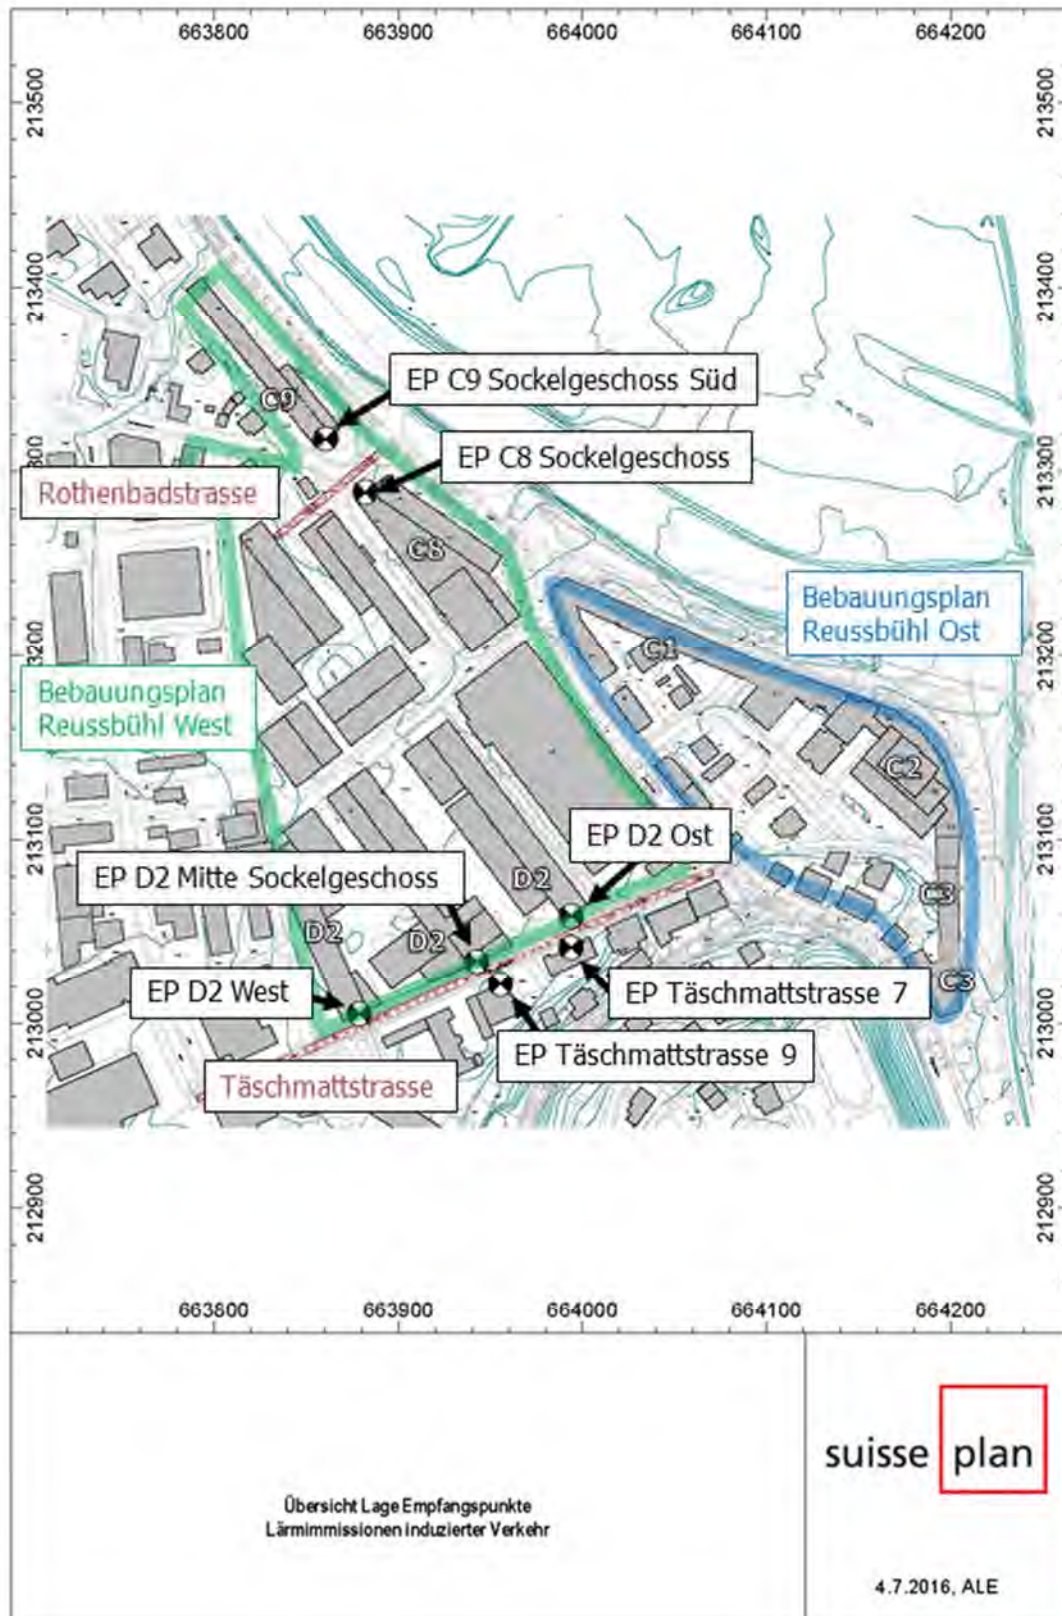 663800 663900 664000 664100 664200
213500
213500
213400
213400
EP C9 Sockelgeschoss Süd
C9
EP C8 Sockelgeschoss
213300
Rothenbadstrasse
C8
Bebauungsplan
Reussbühl Ost
213200
C1
Bebauungsplan
Reussbühl West
C2
213100
213100
EP D2 Ost
EP D2 Mitte Sockelgeschoss
D2
C3
D2
D2
EP D2 West
EP Täschmattstrasse 7
C3
213000
213000
EP Täschmattstrasse 9
Täschmattstrasse
212900
212900
663800 663900 664000 664100 664200
Übersicht Lage Empfangspunkte
Lärmimmissionen induzierter Verkehr
suisse plan
4.7.2016, ALE